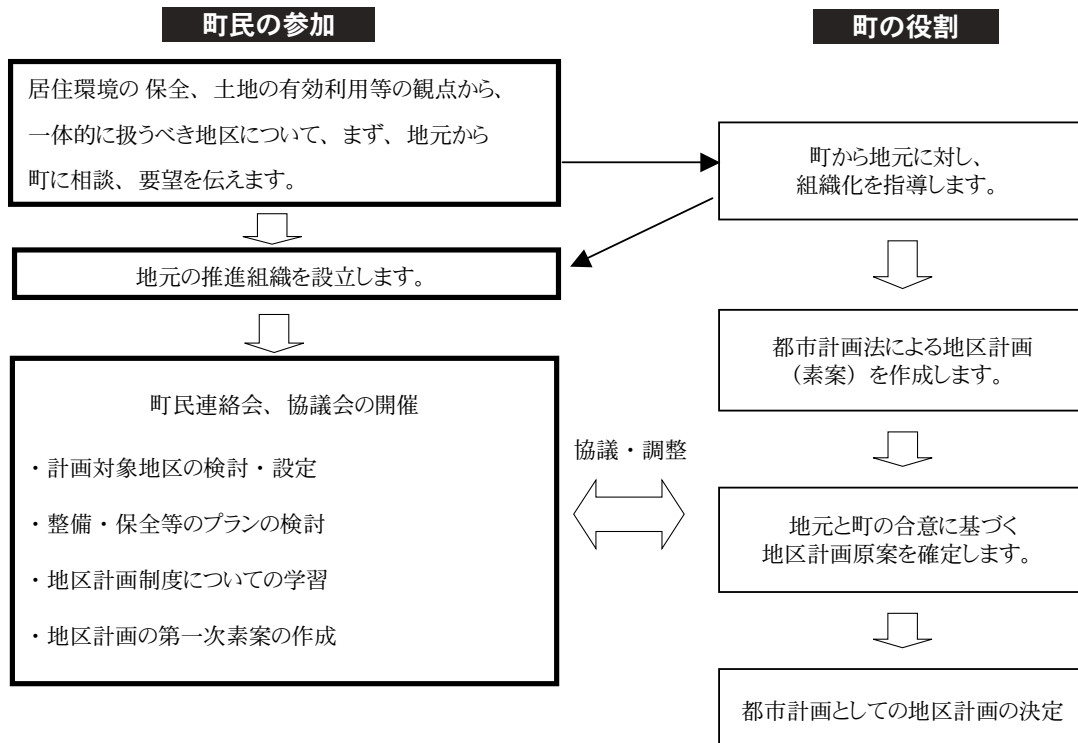 町民の参加
町の役割
居住環境の 保全、土地の有効利用等の観点から、
一体的に扱うべき地区について、まず、地元から
町に相談、要望を伝えます。
町から地元に対し、
組織化を指導します。
地元の推進組織を設立します。
都市計画法による地区計画
（素案）を作成します。
町民連絡会、協議会の開催
・計画対象地区の検討・設定
・整備・保全等のプランの検討
・地区計画制度についての学習
・地区計画の第一次素案の作成
協議・調整
地元と町の合意に基づく
地区計画原案を確定します。
都市計画としての地区計画の決定